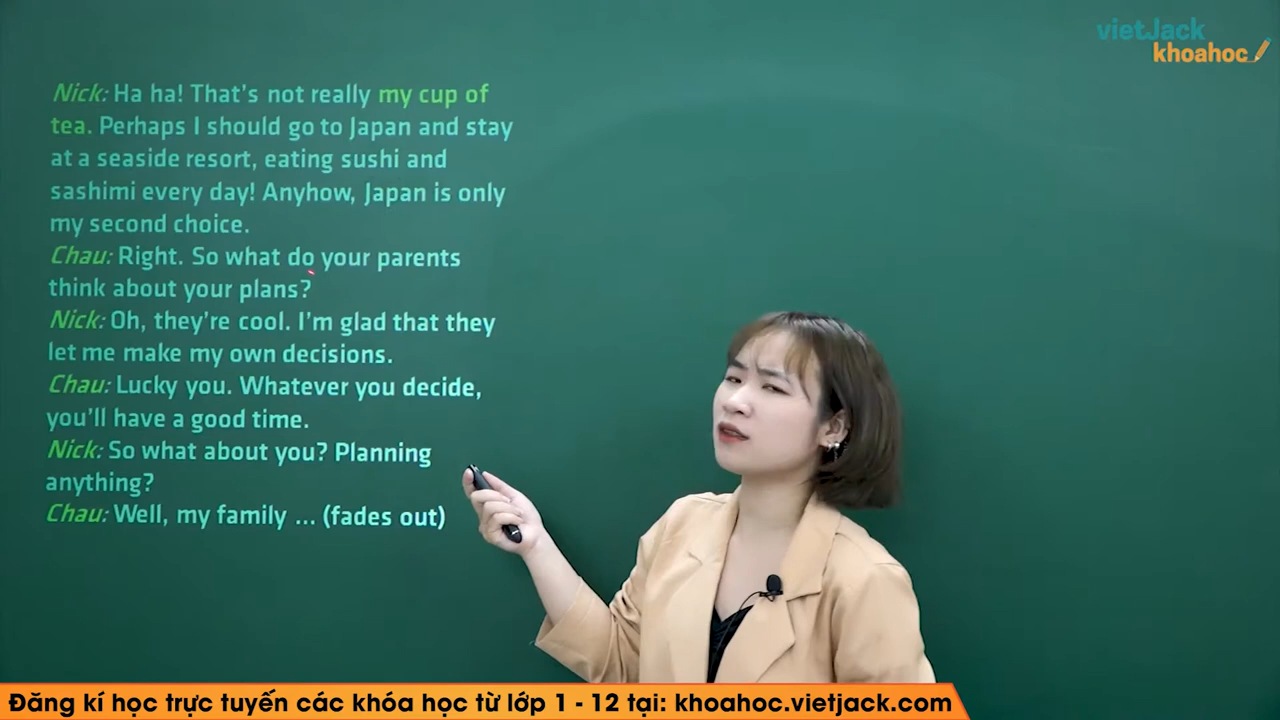 vietJack
khoahoc
Nick: Ha ha! That's not really my cup of
tea. Perhaps I should go to Japan and stay
at a seaside resort, eating sushi and
sashimi every day! Anyhow, Japan is only
my second choice.
Chau: Right. So what do your parents
think about your plans?
Nick: Oh, they're cool. I'm glad that they
let me make my own decisions.
Chau: Lucky you. Whatever you decide,
you'll have a good time.
Nick: So what about you? Planning
anything?
Chau: Well, my family ... (fades out)
Đăng kí học trực tuyến các khóa học từ lớp 1 - 12 tại: khoahoc.vietjack.com